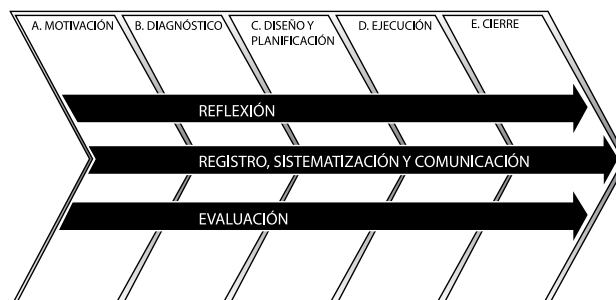 A. MOTIVACIÓN
B. DIAGNÓSTICO
C. DISEÑO Y
PLANIFICACIÓN
D. EJECUCIÓN
E. CIERRE
REFLEXIÓN
REGISTRO, SISTEMATIZACIÓN Y COMUNICACIÓN
EVALUACIÓN